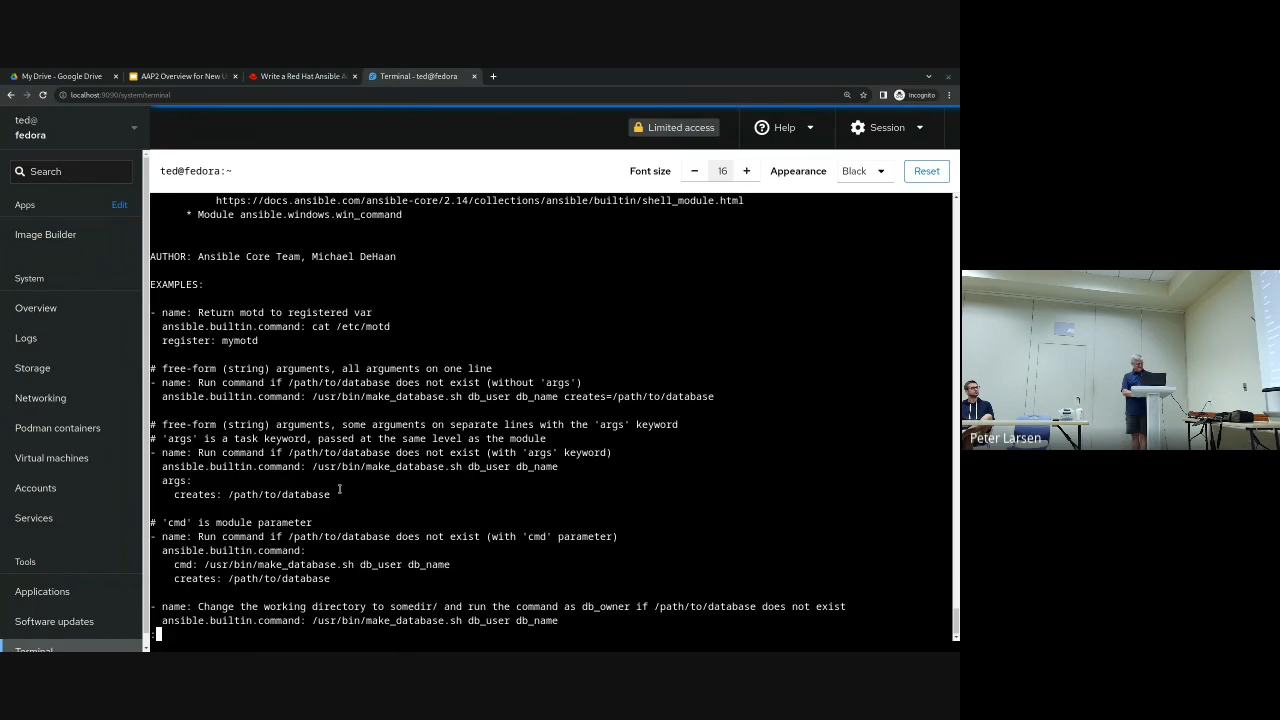 My Drive - Google Drive
AAP2 Overview for New U
Write a Red Hat Ansible A
Terminal - ted@fedora
localhost:9090/system/terminal
Incognito
ted@
fedora
Limited access
Help
Session
Search
ted@fedora:~
Font size
16
Appearance
Black
Reset
Apps
Edit
Image Builder
System
Overview
Logs
Storage
Networking
Podman containers
Virtual machines
Accounts
Services
Tools
Applications
Software updates
Terminal
https://docs.ansible.com/ansible-core/2.14/collections/ansible/builtin/shell_module.html
* Module ansible.windows.win_command
AUTHOR: Ansible Core Team, Michael DeHaan
EXAMPLES:
- name: Return motd to registered var
ansible.builtin.command: cat /etc/motd
register: mymotd
# free-form (string) arguments, all arguments on one line
- name: Run command if /path/to/database does not exist (without 'args')
ansible.builtin.command: /usr/bin/make_database.sh db_user db_name creates=/path/to/database
# free-form (string) arguments, some arguments on separate lines with the 'args' keyword
# 'args' is a task keyword, passed at the same level as the module
- name: Run command if /path/to/database does not exist (with 'args' keyword)
ansible.builtin.command: /usr/bin/make_database.sh db_user db_name
args:
creates: /path/to/database
# 'cmd' is module parameter
- name: Run command if /path/to/database does not exist (with 'cmd' parameter)
ansible.builtin.command:
cmd: /usr/bin/make_database.sh db_user db_name
creates: /path/to/database
- name: Change the working directory to somedir/ and run the command as db_owner if /path/to/database does not exist
ansible.builtin.command: /usr/bin/make_database.sh db_user db_name
:
Peter Larsen